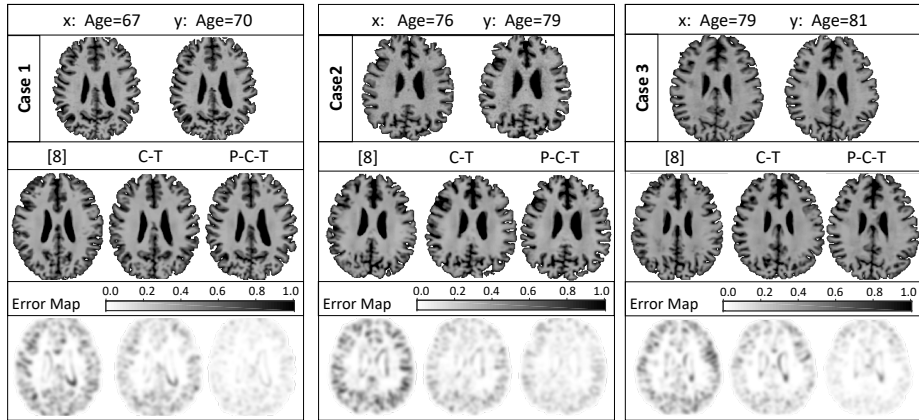 x: Age=67 y: Age=70
Case 1
[8] C-T P-C-T
Error Map 0.0 0.2 0.4 0.6 0.8 1.0
x: Age=76 y: Age=79
Case2
[8] C-T P-C-T
Error Map 0.0 0.2 0.4 0.6 0.8 1.0
x: Age=79 y: Age=81
Case 3
[8] C-T P-C-T
Error Map 0.0 0.2 0.4 0.6 0.8 1.0